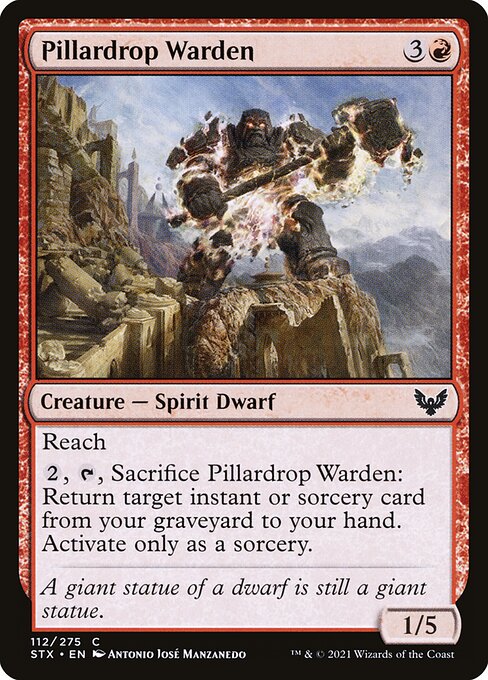 Pillardrop Warden 3
Creature — Spirit Dwarf
Reach
2, Sacrifice Pillardrop Warden:
Return target instant or sorcery card
from your graveyard to your hand.
Activate only as a sorcery.
A giant statue of a dwarf is still a giant
statue.
1/5
112/275 C
STX • EN Antonio José Manzanedo ™ & © 2021 Wizards of the Coast